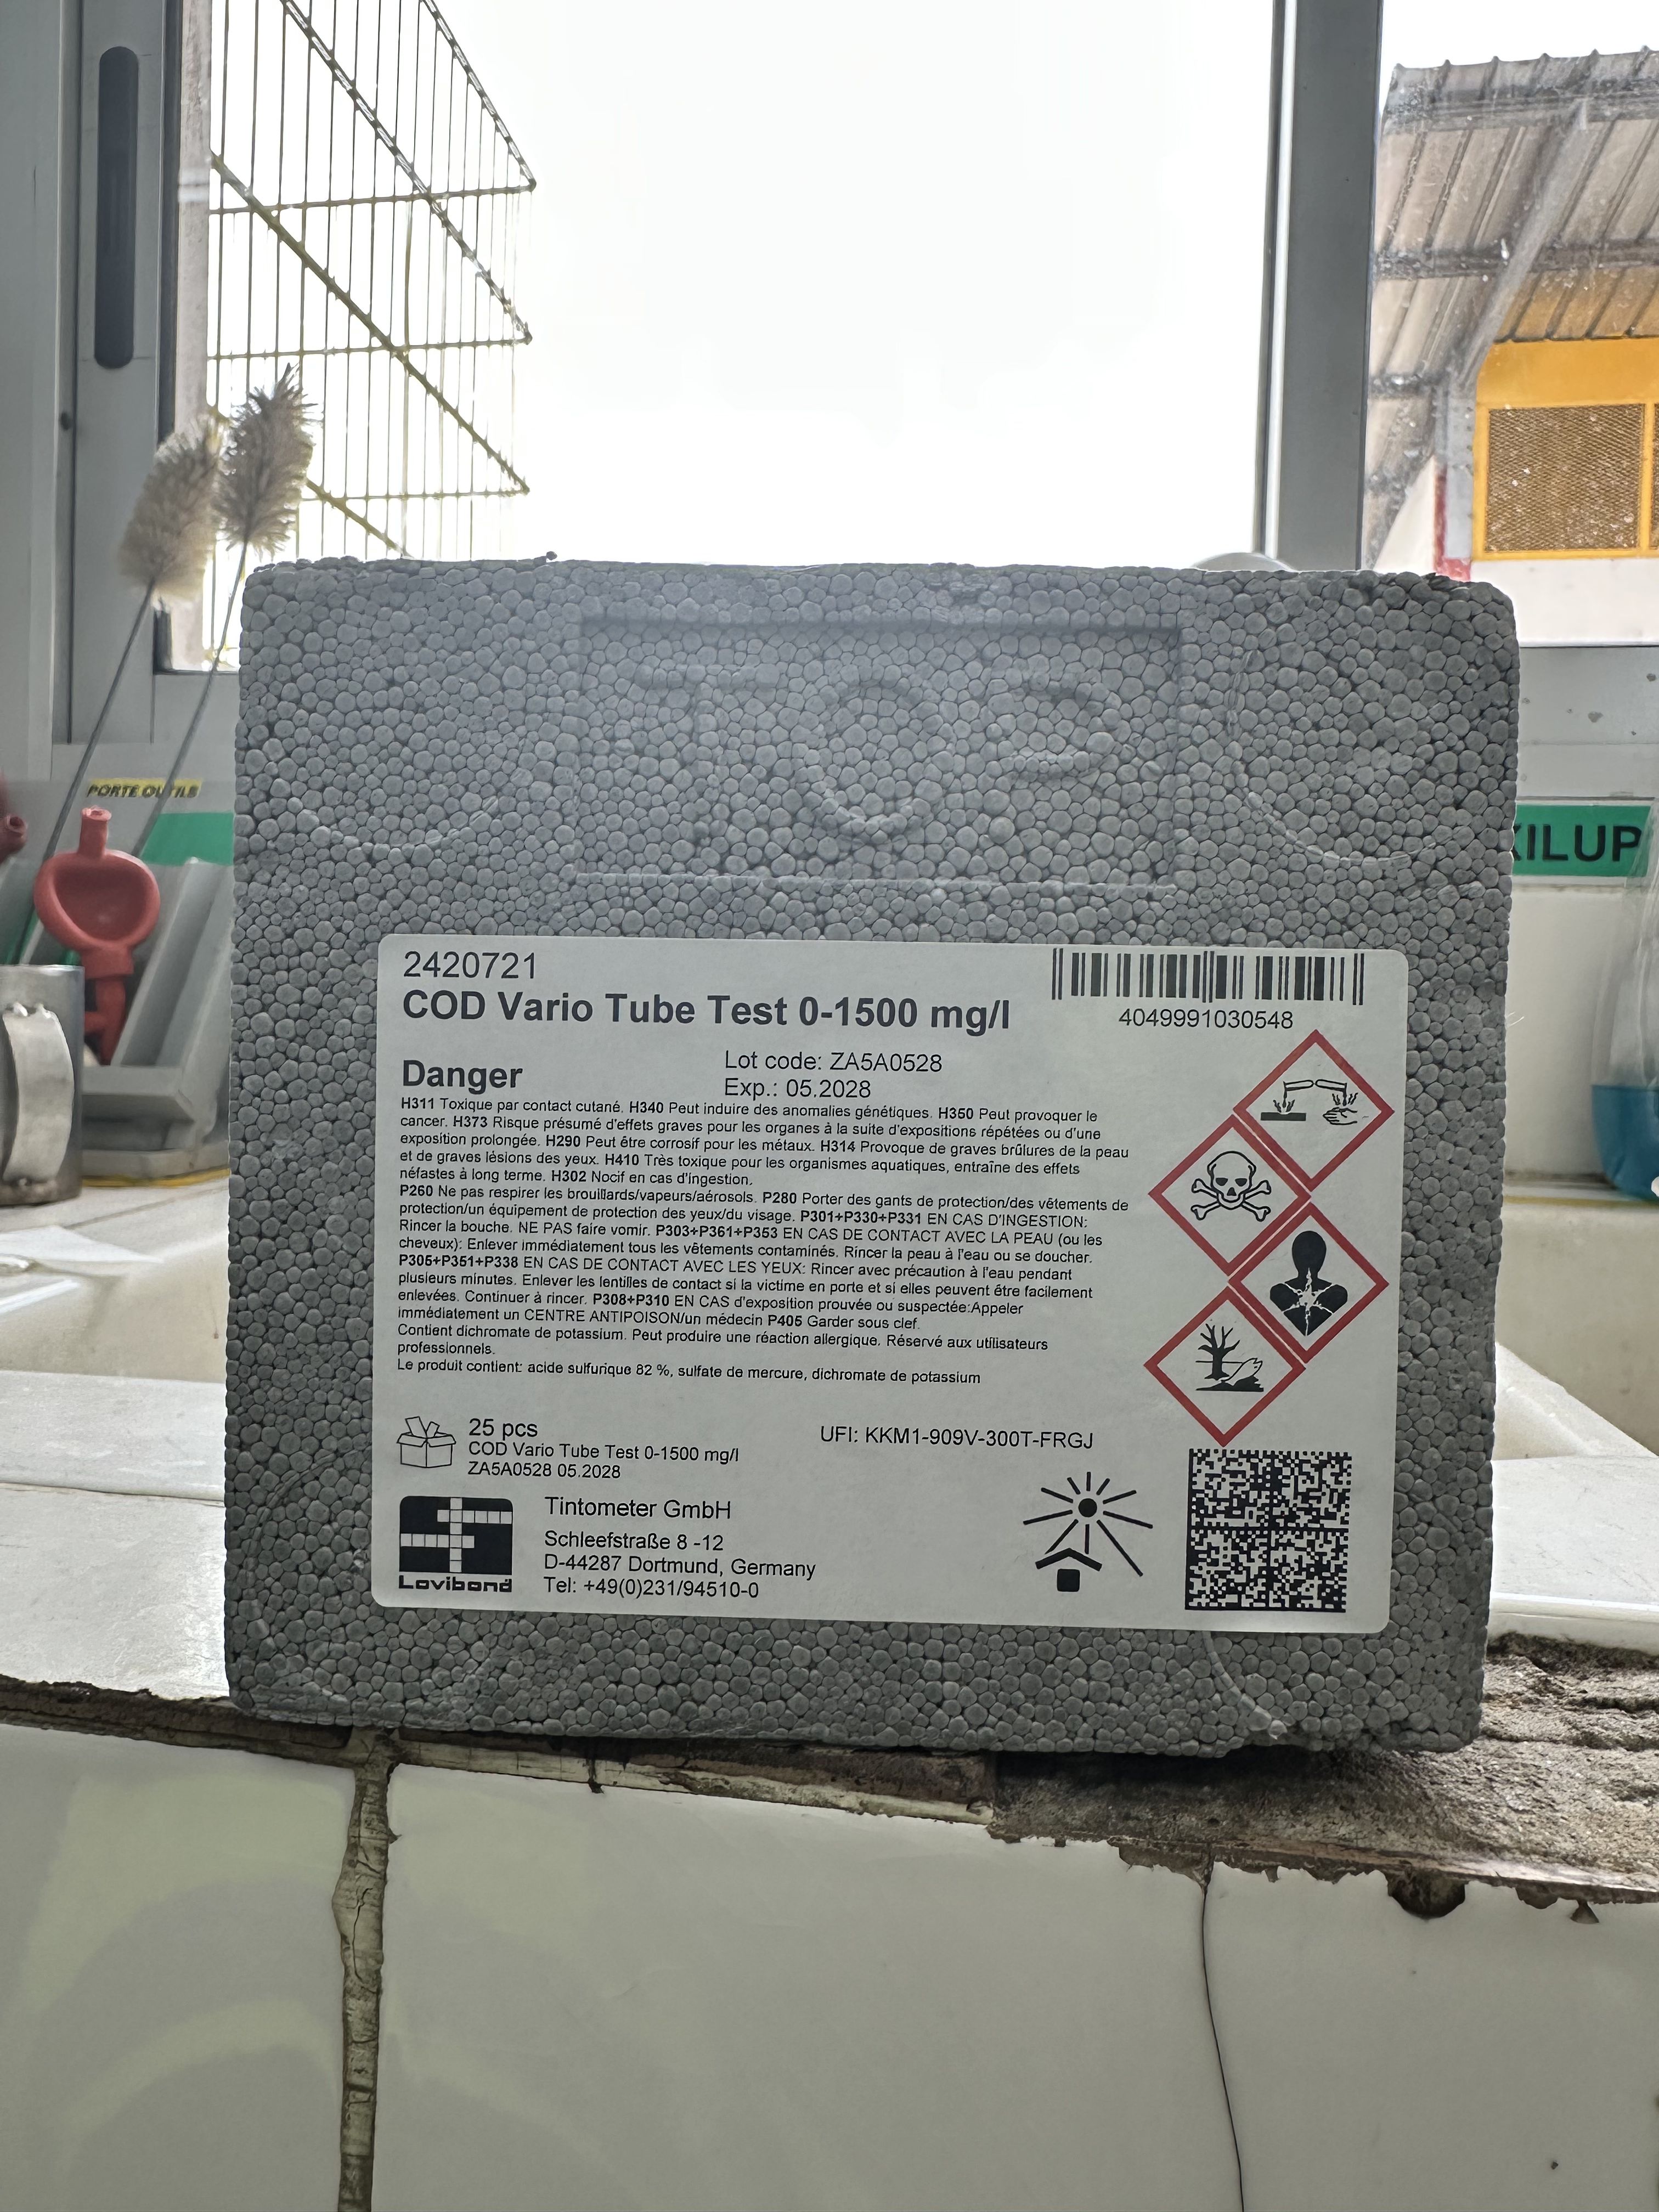 TOP
PORTE OUTILS
XILUP
2420721
COD Vario Tube Test 0-1500 mg/l
4049991030548
Danger
Lot code: ZA5A0528
Exp.: 05.2028
H311 Toxique par contact cutané. H340 Peut induire des anomalies génétiques. H350 Peut provoquer le
cancer. H373 Risque présumé d'effets graves pour les organes à la suite d'expositions répétées ou d'une
exposition prolongée. H290 Peut être corrosif pour les métaux. H314 Provoque de graves brûlures de la peau
et de graves lésions des yeux. H410 Très toxique pour les organismes aquatiques, entraîne des effets
néfastes à long terme. H302 Nocif en cas d'ingestion.
P260 Ne pas respirer les brouillards/vapeurs/aérosols. P280 Porter des gants de protection/des vêtements de
protection/un équipement de protection des yeux/du visage. P301+P330+P331 EN CAS D'INGESTION:
Rincer la bouche. NE PAS faire vomir. P303+P361+P353 EN CAS DE CONTACT AVEC LA PEAU (ou les
cheveux): Enlever immédiatement tous les vêtements contaminés. Rincer la peau à l'eau ou se doucher.
P305+P351+P338 EN CAS DE CONTACT AVEC LES YEUX: Rincer avec précaution à l'eau pendant
plusieurs minutes. Enlever les lentilles de contact si la victime en porte et si elles peuvent être facilement
enlevées. Continuer à rincer. P308+P310 EN CAS d'exposition prouvée ou suspectée:Appeler
immédiatement un CENTRE ANTIPOISON/un médecin P405 Garder sous clef.
Contient dichromate de potassium. Peut produire une réaction allergique. Réservé aux utilisateurs
professionnels.
Le produit contient: acide sulfurique 82 %, sulfate de mercure, dichromate de potassium
25 pcs
COD Vario Tube Test 0-1500 mg/l
ZA5A0528 05.2028
UFI: KKM1-909V-300T-FRGJ
Lovibond
Tintometer GmbH
Schleefstraße 8 -12
D-44287 Dortmund, Germany
Tel: +49(0)231/94510-0